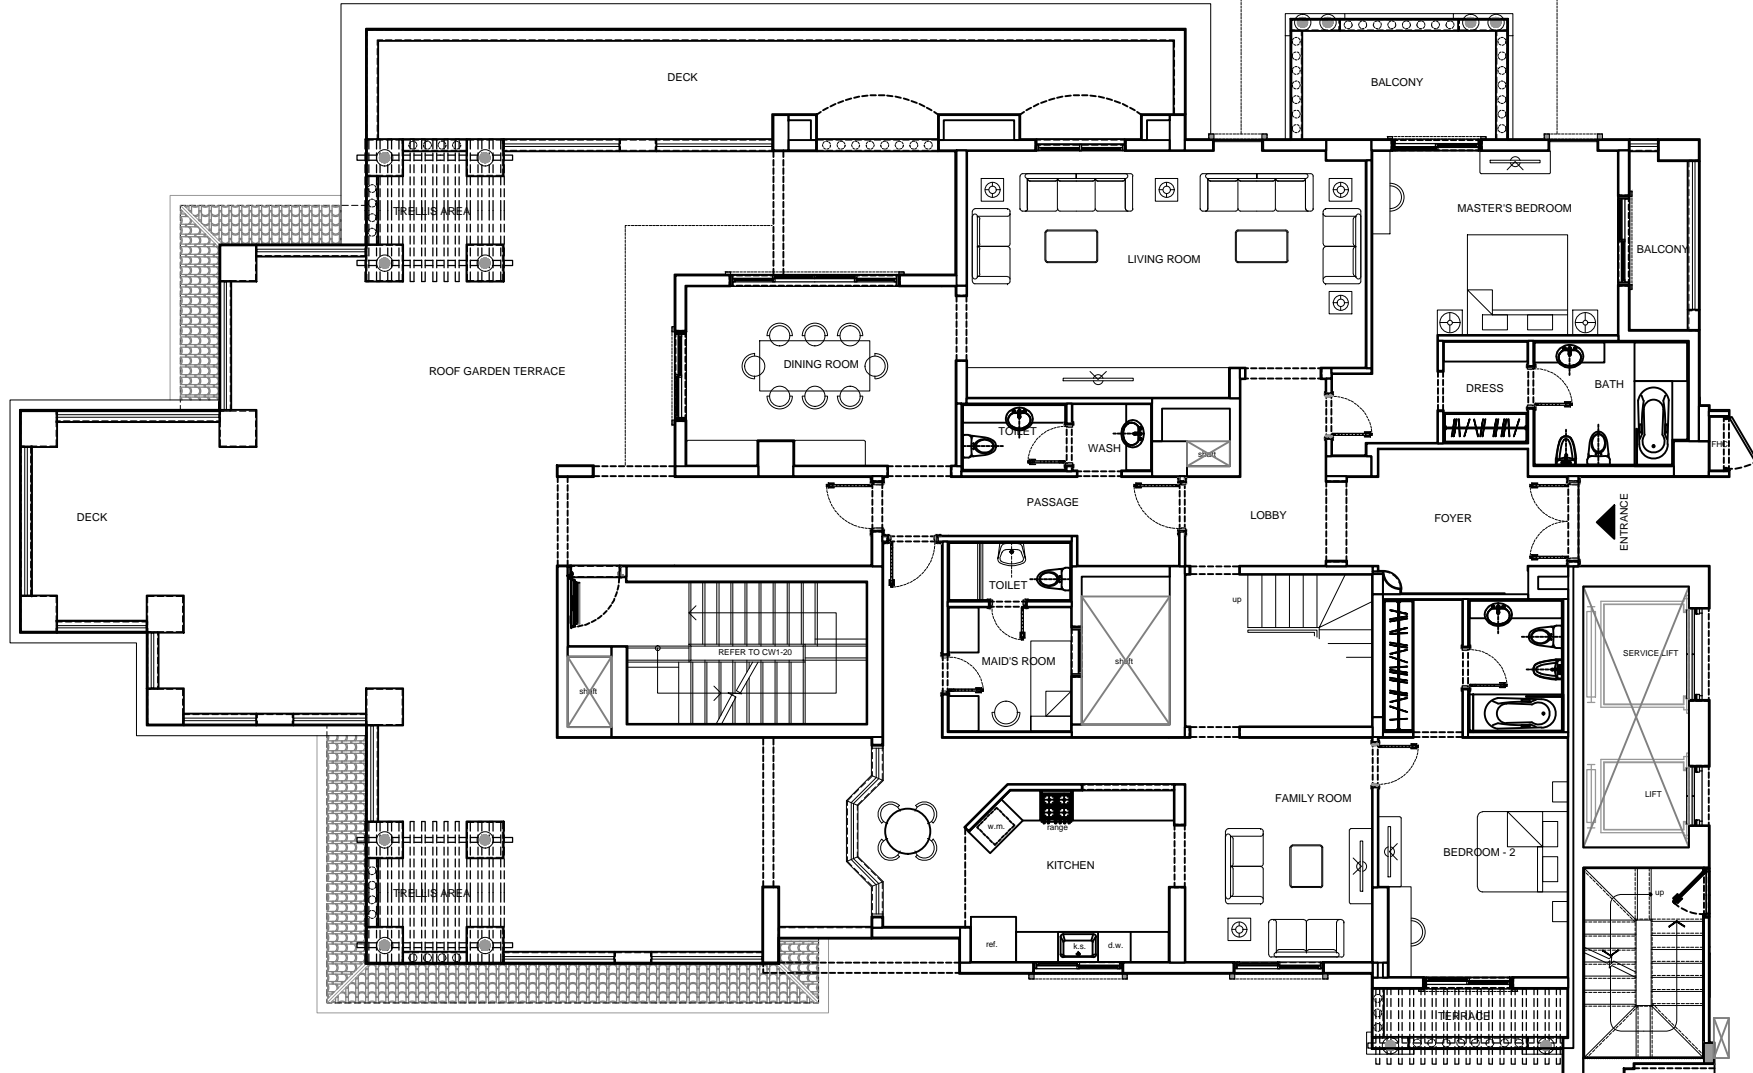 DECK
BALCONY
TRELLIS AREA
MASTER'S BEDROOM
BALCONY
LIVING ROOM
ROOF GARDEN TERRACE
DINING ROOM
DRESS
BATH
TOILET
WASH
FHC
shaft
PASSAGE
DECK
LOBBY
FOYER
ENTRANCE
TOILET
up
REFER TO CW1-20
MAID'S ROOM
shaft
shaft
SERVICE LIFT
LIFT
FAMILY ROOM
w.m.
range
KITCHEN
BEDROOM - 2
TRELLIS AREA
up
ref.
k.s.
d.w.
TERRACE